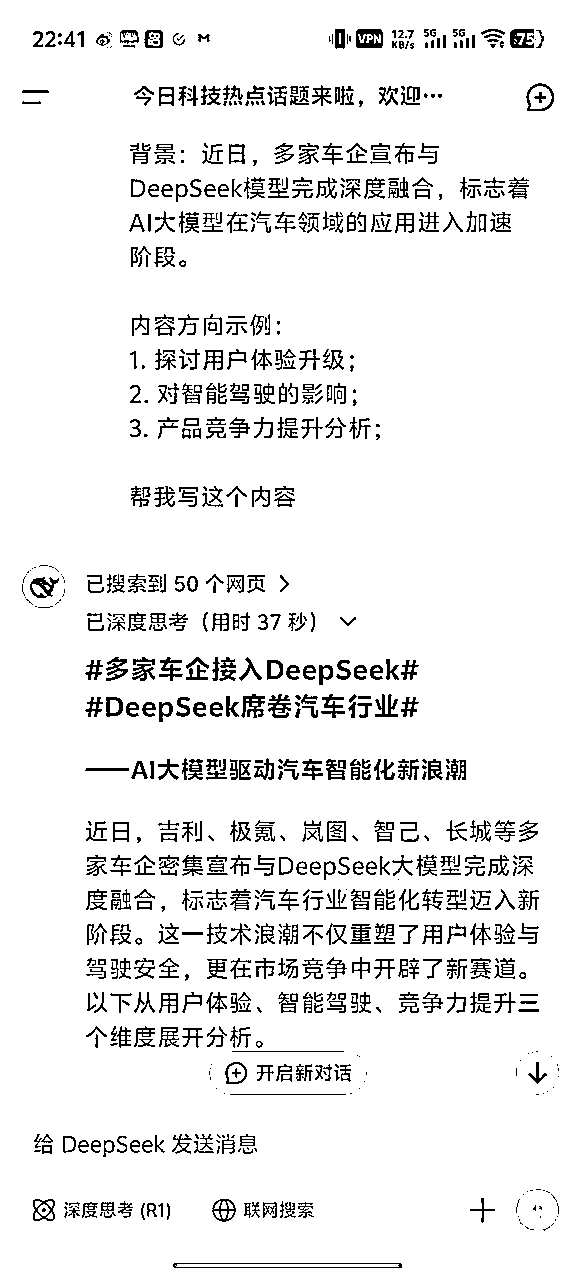 22:41 VPN 12.7 KB/s 5G 5G 75
今日科技热点话题来啦，欢迎…
背景：近日，多家车企宣布与
DeepSeek模型完成深度融合，标志着
AI大模型在汽车领域的应用进入加速
阶段。
内容方向示例：
1. 探讨用户体验升级；
2. 对智能驾驶的影响；
3. 产品竞争力提升分析；
帮我写这个内容
已搜索到 50 个网页
已深度思考（用时 37 秒）
#多家车企接入DeepSeek#
#DeepSeek席卷汽车行业#
——AI大模型驱动汽车智能化新浪潮
近日，吉利、极氪、岚图、智己、长城等多
家车企密集宣布与DeepSeek大模型完成深
度融合，标志着汽车行业智能化转型迈入新
阶段。这一技术浪潮不仅重塑了用户体验与
驾驶安全，更在市场竞争中开辟了新赛道。
以下从用户体验、智能驾驶、竞争力提升三
个维度展开分析。
开启新对话
给 DeepSeek 发送消息
深度思考 (R1) 联网搜索